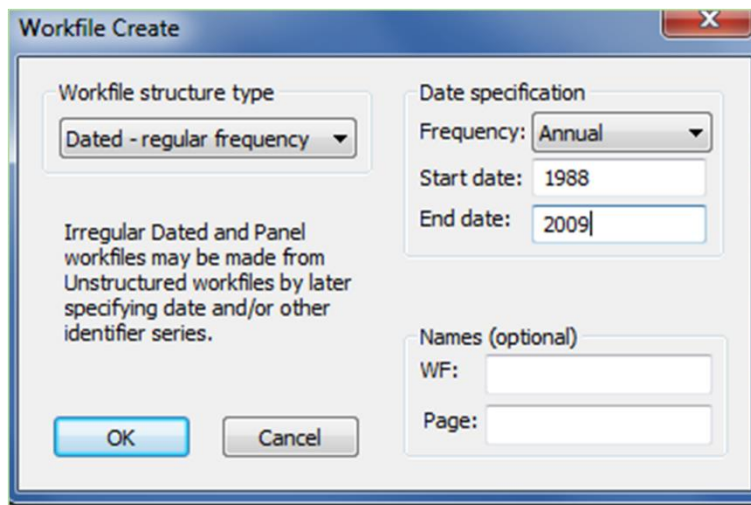 Workfile Create
Workfile structure type
Dated - regular frequency
Irregular Dated and Panel
workfiles may be made from
Unstructured workfiles by later
specifying date and/or other
identifier series.
OK
Cancel
Date specification
Frequency: Annual
Start date: 1988
End date: 2009
Names (optional)
WF:
Page: